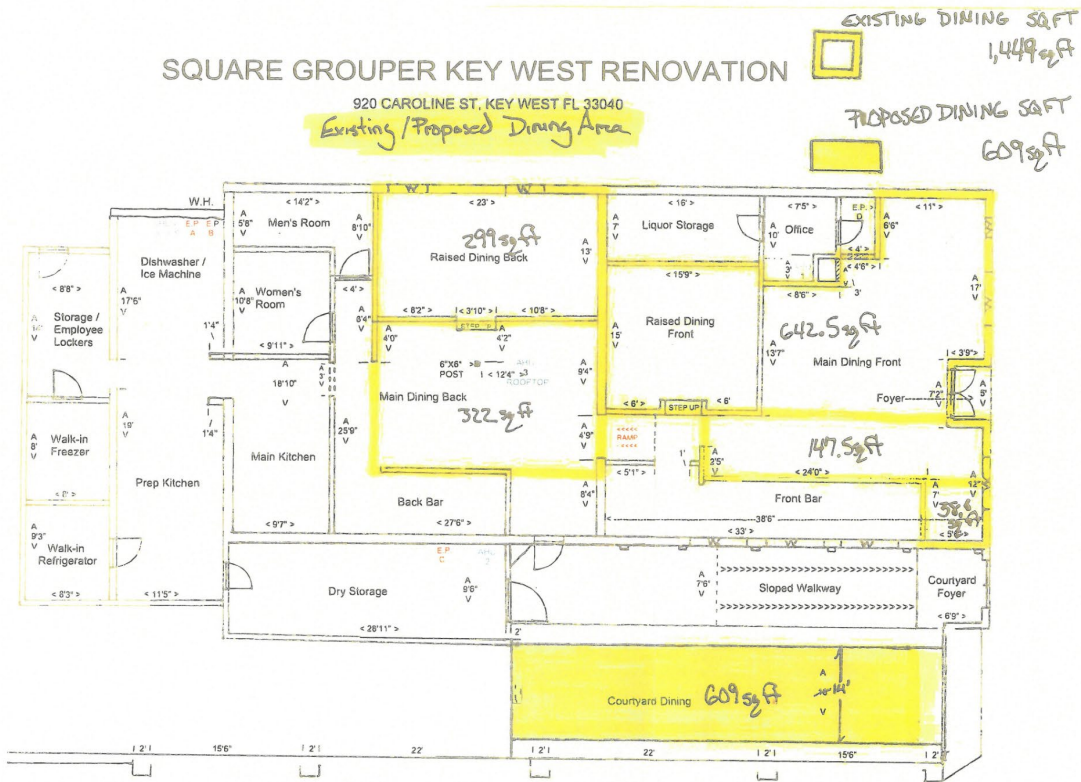 EXISTING DINING SQFT
1,449 sq ft
SQUARE GROUPER KEY WEST RENOVATION
920 CAROLINE ST, KEY WEST FL 33040
Existing / Proposed Dining Area
PROPOSED DINING SQFT
609 sq ft
W.H.
< 14'2" >
< 23' >
< 16' >
< 7'5" >
E.P. >
D
< 11" >
E P
A
E P
B
A
5'8"
V
Men's Room
A
8'10"
V
299 sq ft
Raised Dining Back
A
13'
V
A
7'
V
Liquor Storage
A
10'
V
Office
A
6'6"
V
< 4' >
< 4'6" >
A
3'
V
3'
Dishwasher /
Ice Machine
< 8'8" >
A
17'6"
V
Storage /
Employee
Lockers
A
10'8"
V
Women's
Room
< 4' >
A
8'4"
V
1'4"
< 9'11" >
< 8'2" >
< 3'10" >
< 10'8" >
A
4'0"
V
A
4'2"
V
6"X6" >
POST
< 12'4" >
AHU
3
ROOFTOP
A
9'4"
V
Main Dining Back
322 sq ft
A
4'9"
V
< 15'9" >
A
15'
V
Raised Dining
Front
< 6' >
STEP UP
< 6'
< 8'6" >
A
13'7"
V
642.5 sq ft
Main Dining Front
A
17'
V
< 3'9" >
Foyer
A
7'2"
V
A
5'
V
A
18'10"
V
A
3'
V
A
19'
V
1'4"
A
8'
V
Walk-in
Freezer
A
25'9"
V
Main Kitchen
Prep Kitchen
<<<<<
RAMP
<<<<<
1'
A
2'5"
V
147.5 sq ft
< 24'0" >
A
12"
V
< 5'1" >
A
8'4"
V
Back Bar
< 27'6" >
Front Bar
A
7'
V
38.6
sq ft
< 38'6" >
< 33' >
< 9'7" >
A
9'3"
V
Walk-in
Refrigerator
< 8'3" >
< 11'5" >
E.P.
C
Dry Storage
A
9'6"
V
< 26'11" >
A
7'6"
V
Sloped Walkway
Courtyard
Foyer
< 6'9" >
2'
Courtyard Dining
609 sq ft
A
14'
V
2'
15'6"
2'
22'
2'
22'
2'
15'6"
2'